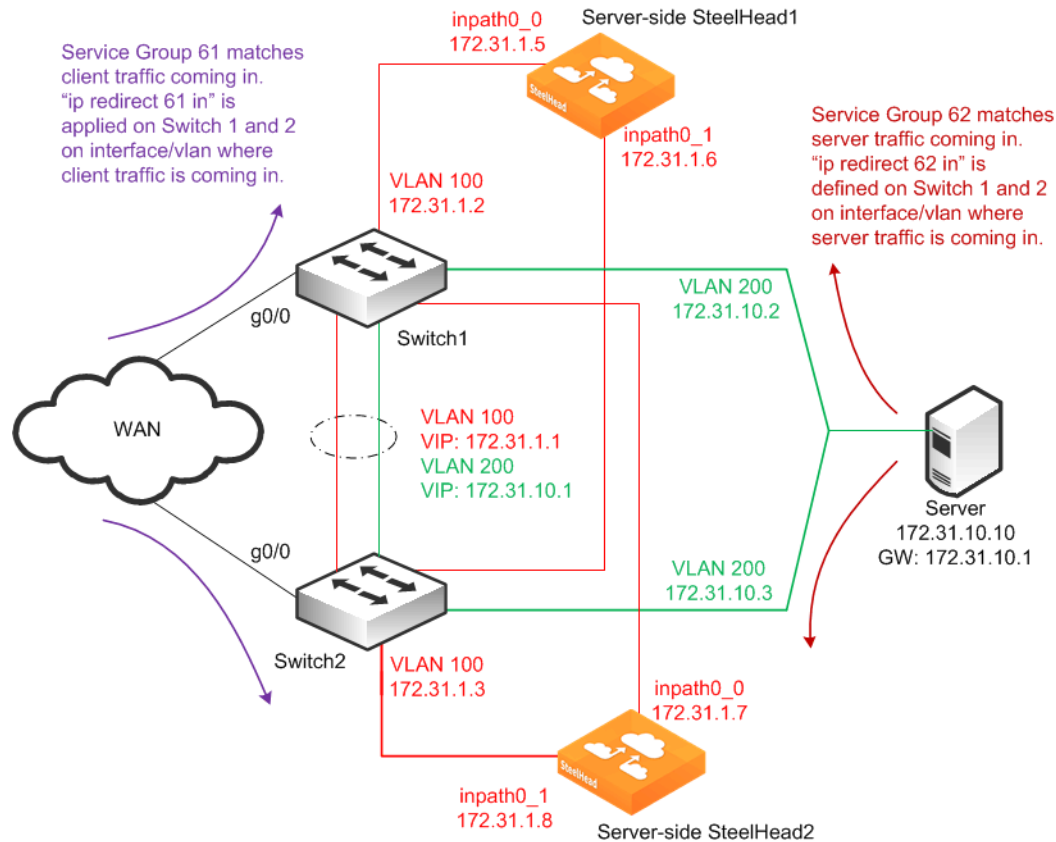 inpath0_0
172.31.1.5
Server-side SteelHead1
Service Group 61 matches
client traffic coming in.
“ip redirect 61 in” is
applied on Switch 1 and 2
on interface/vlan where
client traffic is coming in.
SteelHead
Service Group 62 matches
server traffic coming in.
“ip redirect 62 in” is
defined on Switch 1 and 2
on interface/vlan where
server traffic is coming in.
inpath0_1
172.31.1.6
VLAN 100
172.31.1.2
VLAN 200
172.31.10.2
g0/0
Switch1
WAN
VLAN 100
VIP: 172.31.1.1
VLAN 200
VIP: 172.31.10.1
Server
172.31.10.10
GW: 172.31.10.1
g0/0
VLAN 200
172.31.10.3
Switch2
VLAN 100
172.31.1.3
inpath0_0
172.31.1.7
SteelHead
inpath0_1
172.31.1.8
Server-side SteelHead2